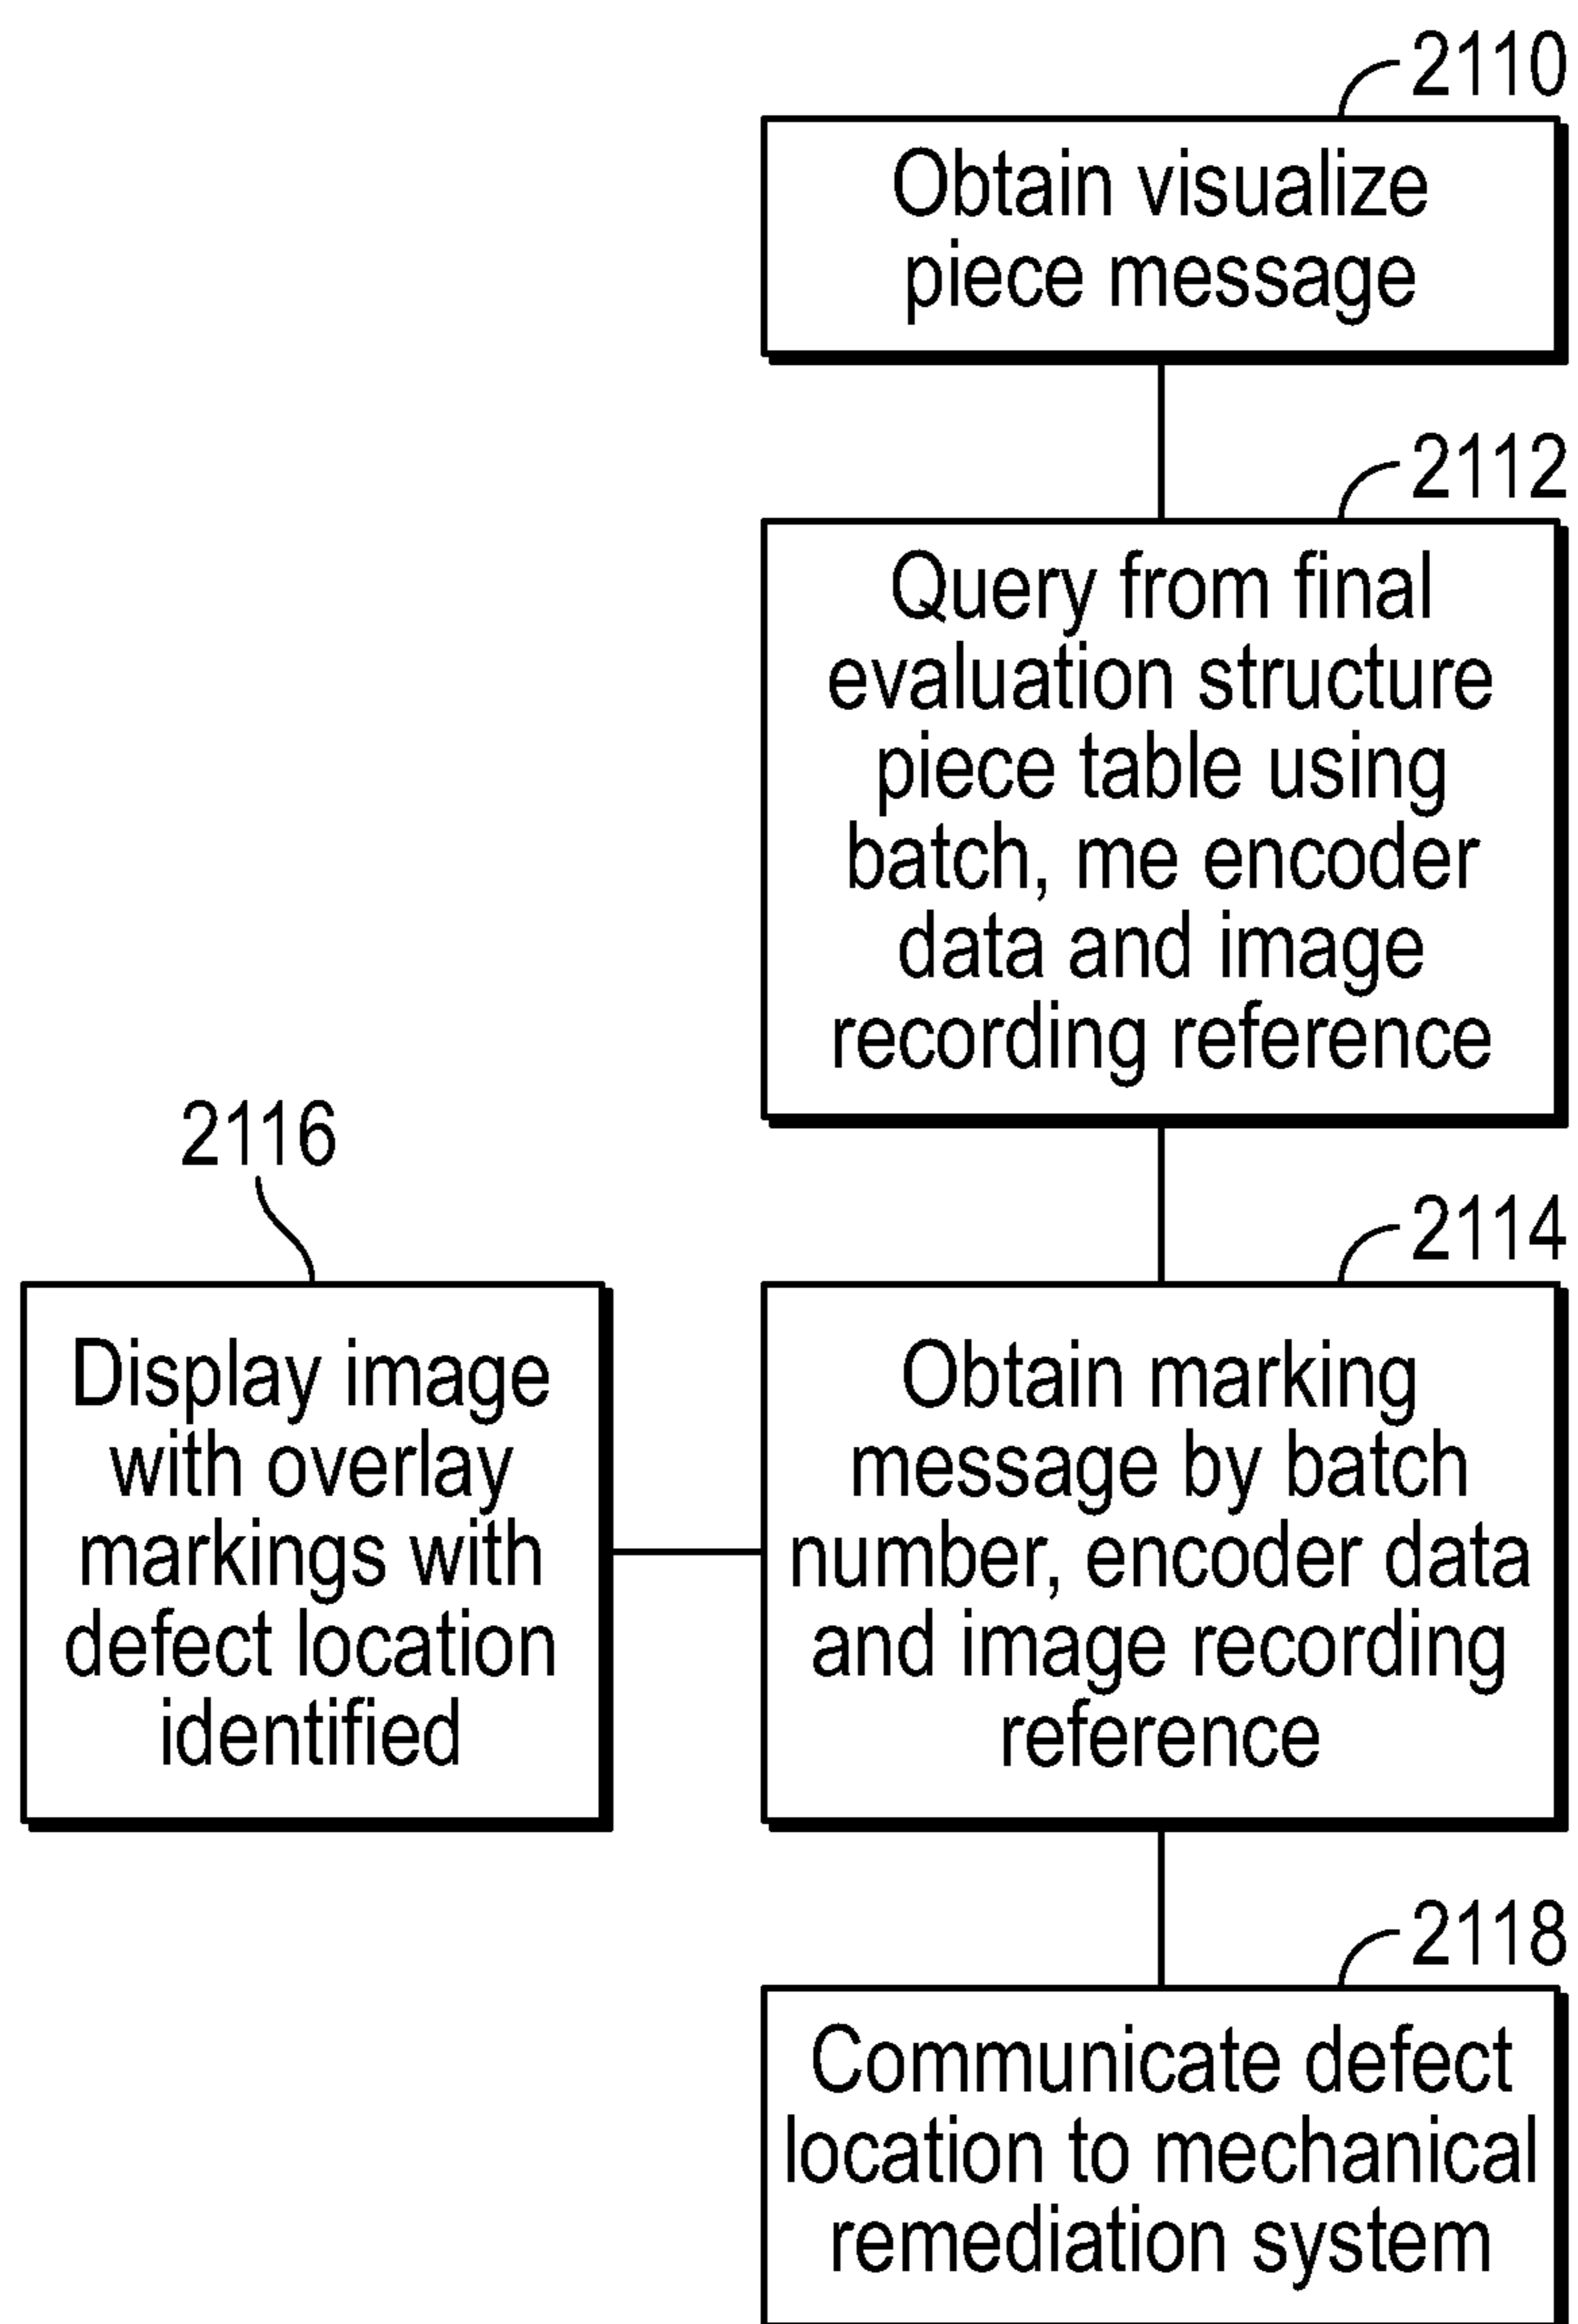 2110
Obtain visualize
piece message
2112
Query from final
evaluation structure
piece table using
batch, me encoder
data and image
recording reference
2116
Display image
with overlay
markings with
defect location
identified
2114
Obtain marking
message by batch
number, encoder data
and image recording
reference
2118
Communicate defect
location to mechanical
remediation system